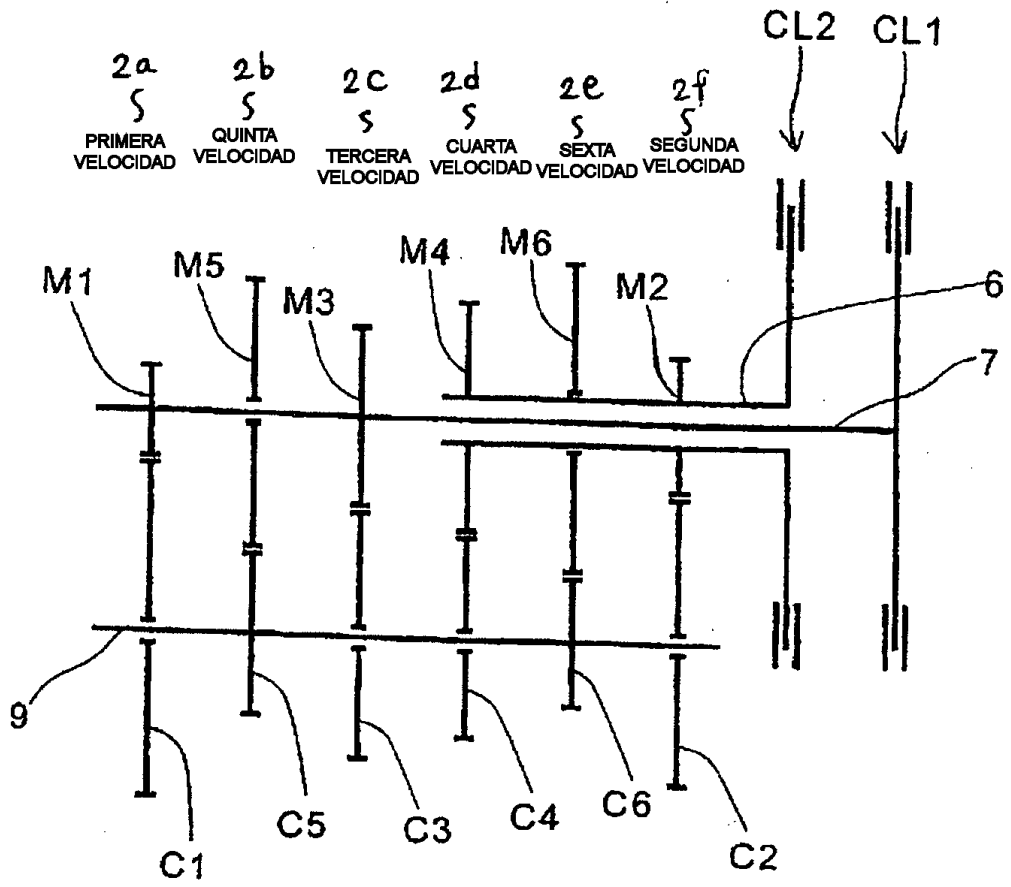 CL2 CL1
2a 2b 2c 2d 2e 2f
PRIMERA
VELOCIDAD
QUINTA
VELOCIDAD
TERCERA
VELOCIDAD
CUARTA
VELOCIDAD
SEXTA
VELOCIDAD
SEGUNDA
VELOCIDAD
M1 M5 M3 M4 M6 M2 6
7
9
C1 C5 C3 C4 C6 C2